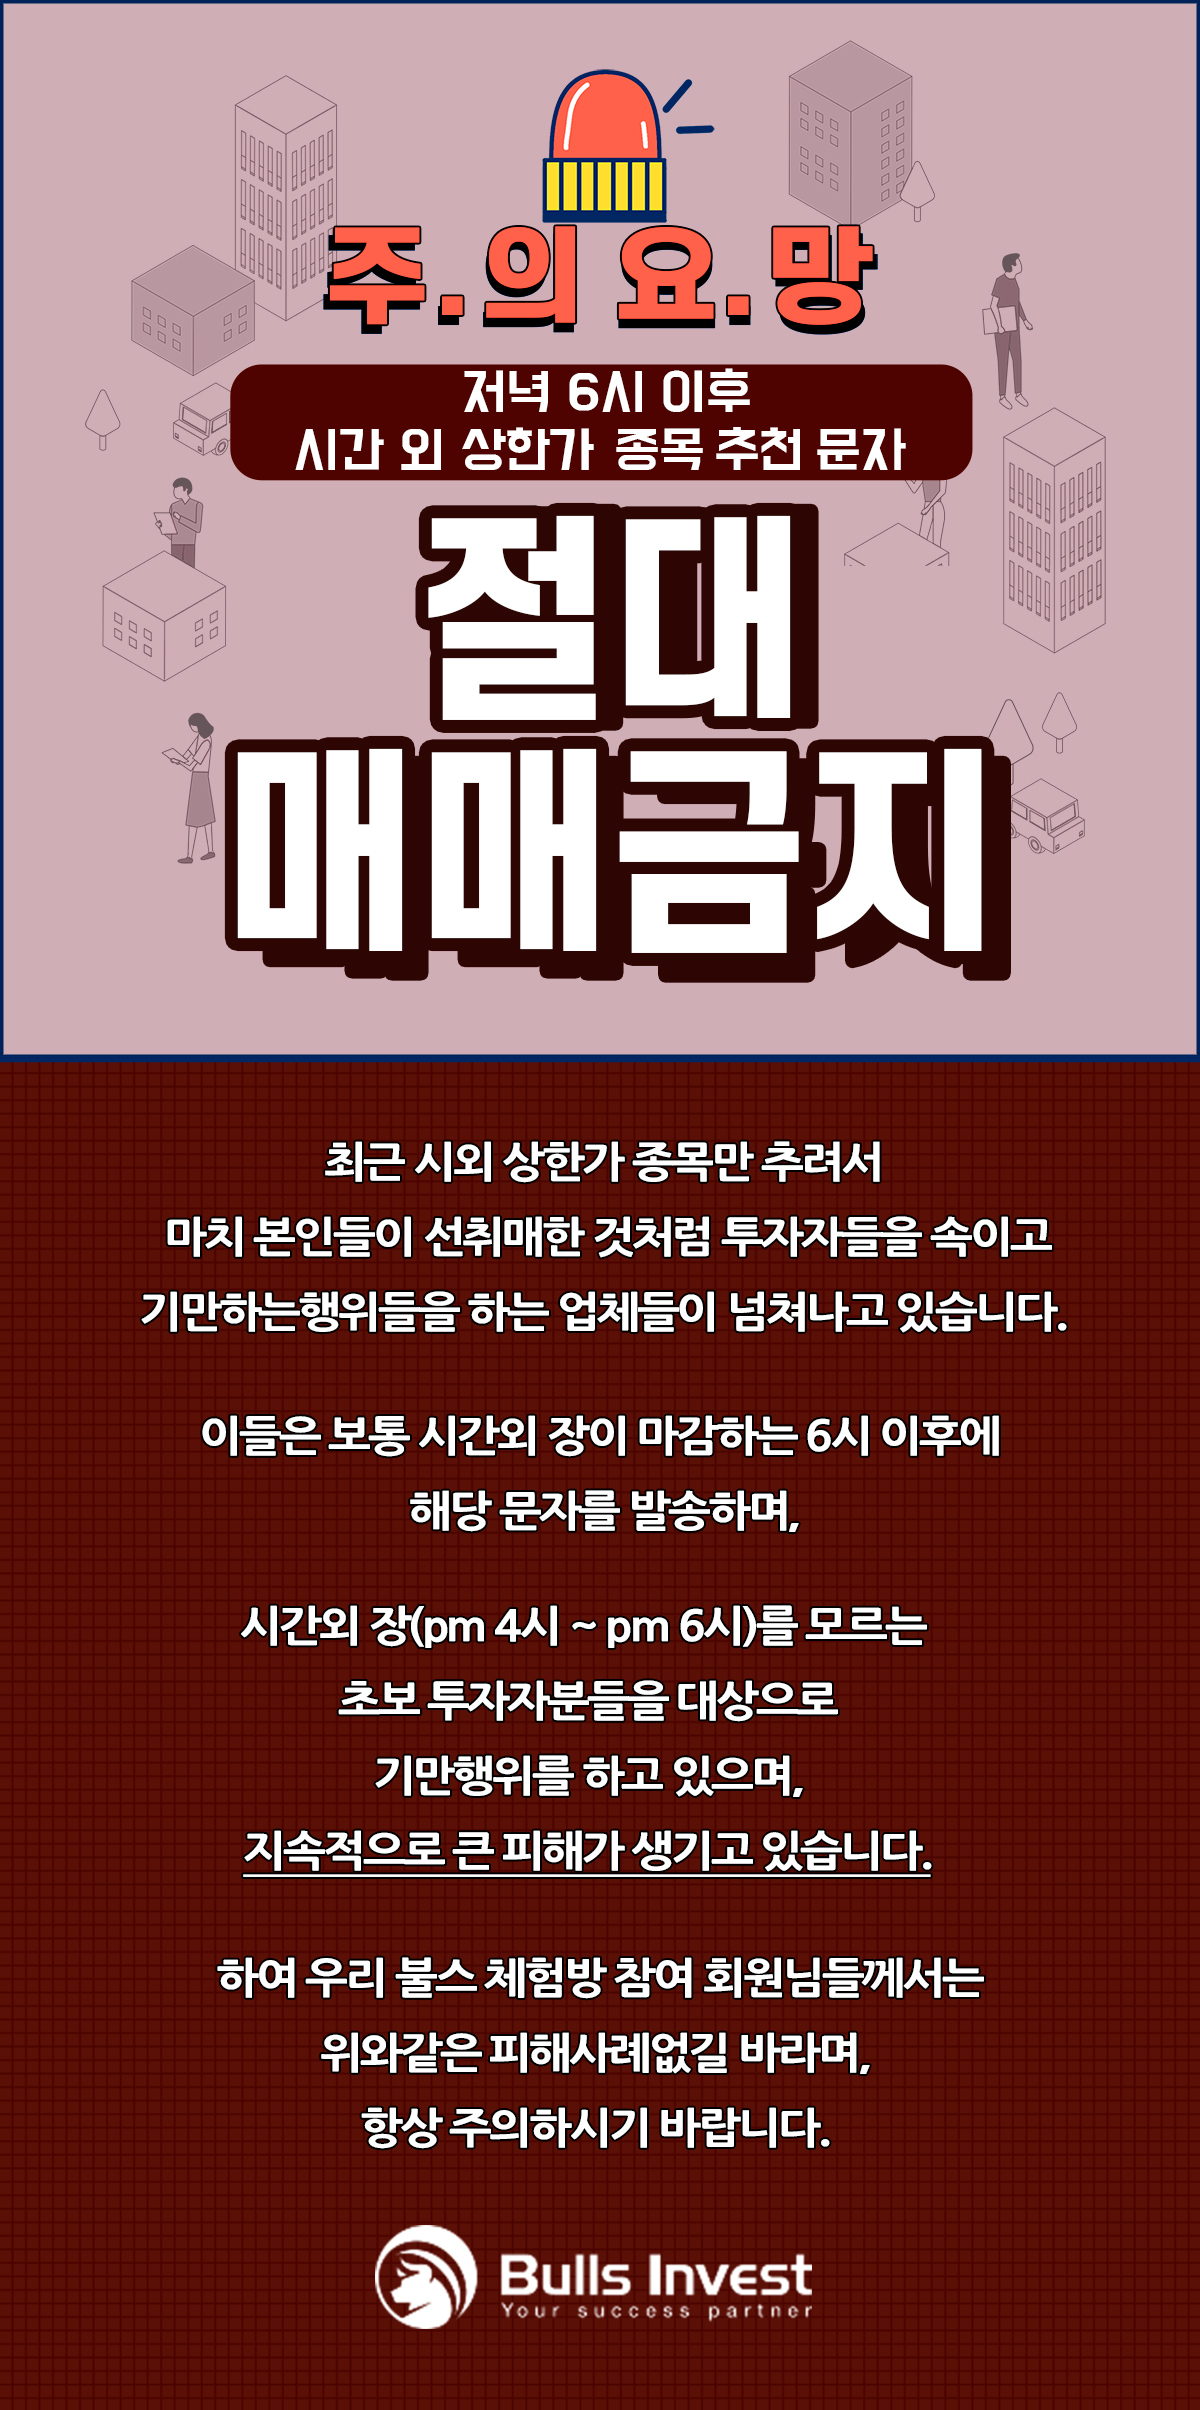 주.의 요.망
저녁 6시 이후
시간 외 상한가 종목 추천 문자
절대
매매금지
최근 시외 상한가 종목만 추려서
마치 본인들이 선취매한 것처럼 투자자들을 속이고
기만하는행위들을 하는 업체들이 넘쳐나고 있습니다.
이들은 보통 시간외 장이 마감하는 6시 이후에
해당 문자를 발송하며,
시간외 장(pm 4시 ~ pm 6시)를 모르는
초보 투자자분들을 대상으로
기만행위를 하고 있으며,
지속적으로 큰 피해가 생기고 있습니다.
하여 우리 불스 체험방 참여 회원님들께서는
위와같은 피해사례없길 바라며,
항상 주의하시기 바랍니다.
Bulls Invest
Your success partner